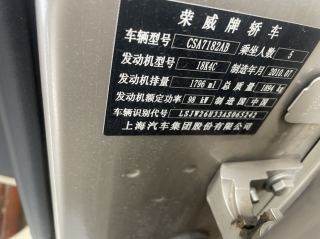 荣威牌轿车
车辆型号 CSA7182AB 乘坐人数 5
发动机型号 18K4C 制造年月 2010.07
发动机排量 1796 ml 总质量 1894 kg
发动机额定功率 98 kW 制造国 中国
车辆识别代号 LSJW26H33AS065242
上海汽车集团股份有限公司